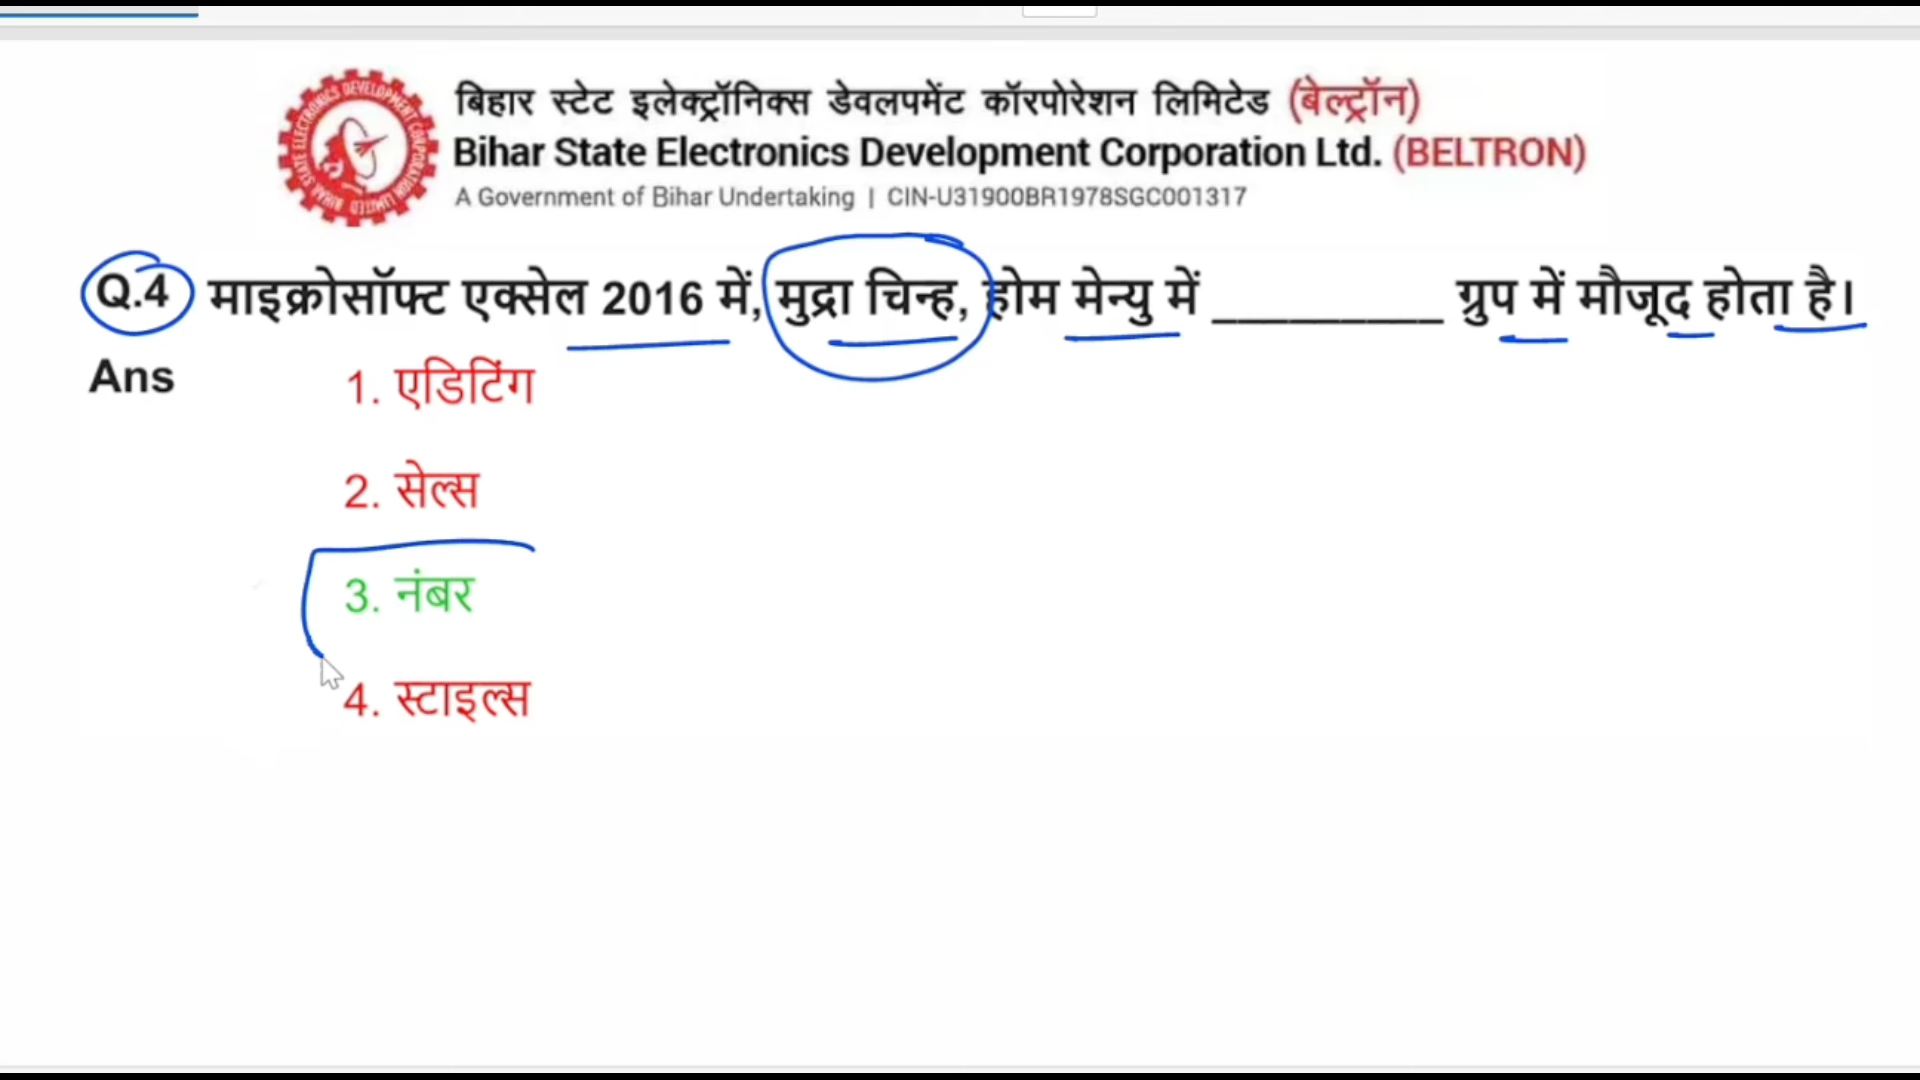 बिहार स्टेट इलेक्ट्रॉनिक्स डेवलपमेंट कॉरपोरेशन लिमिटेड (बेल्ट्रॉन)
Bihar State Electronics Development Corporation Ltd. (BELTRON)
A Government of Bihar Undertaking | CIN-U31900BR1978SGC001317
Q.4 माइक्रोसॉफ्ट एक्सेल 2016 में, मुद्रा चिन्ह, होम मेन्यु में _________ ग्रुप में मौजूद होता है।
Ans
1. एडिटिंग
2. सेल्स
3. नंबर
4. स्टाइल्स